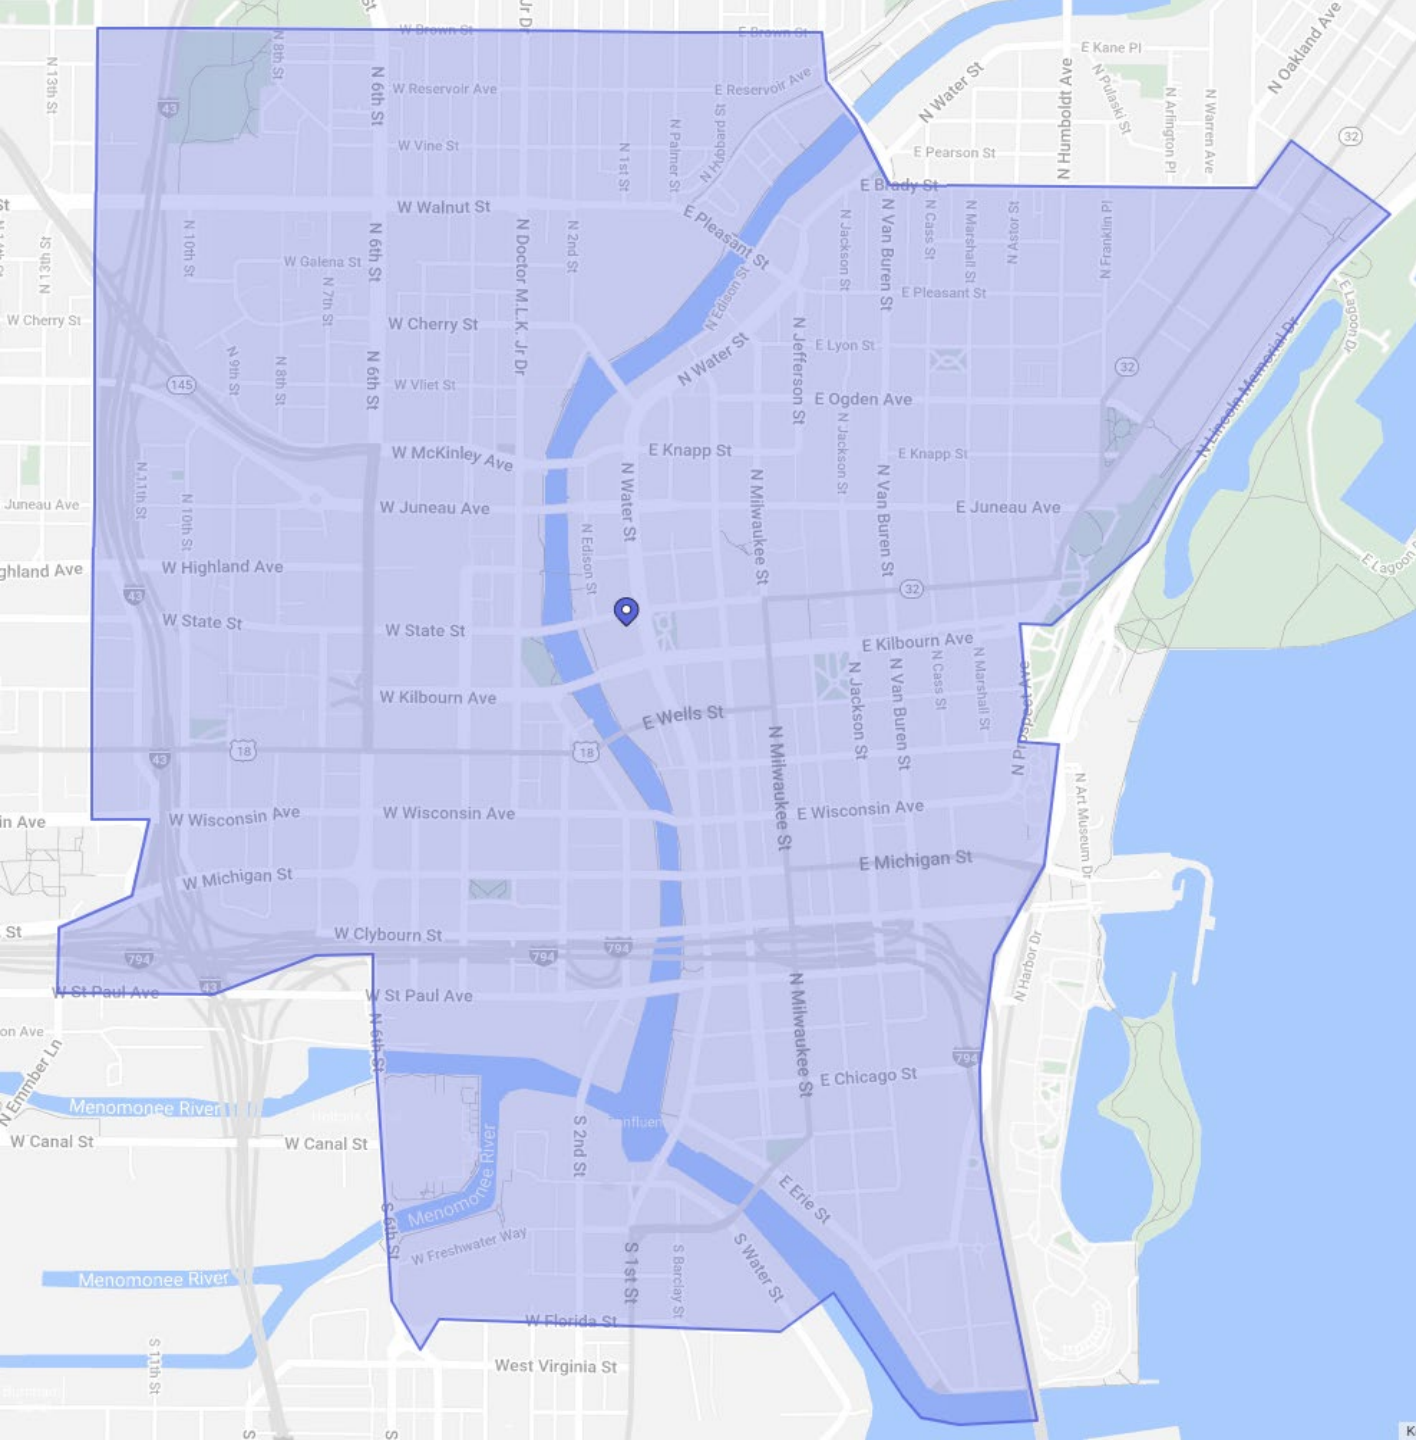 W Brown St
E Brown St
E Kane Pl
N Oakland Ave
N 13th St
N 8th St
N 6th St
W Reservoir Ave
E Reservoir Ave
N Water St
N Humboldt Ave
N Pulaski St
N Arlington Pl
N Warren Ave
43
32
W Vine St
N 1st St
N Palmer St
N Hubbard St
E Pearson St
E Brady St
W Walnut St
E Pleasant St
N 10th St
N 6th St
N Doctor M.L.K. Jr Dr
N 2nd St
N Jackson St
N Van Buren St
N Cass St
N Marshall St
N Astor St
N Franklin Pl
N 13th St
W Galena St
N 7th St
N Edison St
E Pleasant St
E Lagoon Dr
W Cherry St
W Cherry St
N Water St
N Jefferson St
E Lyon St
N Lincoln Memorial Dr
N 9th St
N 8th St
N 6th St
145
W Vliet St
32
E Ogden Ave
W McKinley Ave
E Knapp St
N Jackson St
E Knapp St
N 11th St
N 10th St
N Water St
N Milwaukee St
N Van Buren St
Juneau Ave
W Juneau Ave
E Juneau Ave
N Edison St
ghland Ave
W Highland Ave
43
32
W State St
W State St
E Kilbourn Ave
N Jackson St
N Van Buren St
N Cass St
N Marshall St
N Prospect Ave
W Kilbourn Ave
E Wells St
18
18
43
N Milwaukee St
N Art Museum Dr
in Ave
W Wisconsin Ave
W Wisconsin Ave
E Wisconsin Ave
W Michigan St
E Michigan St
St
W Clybourn St
794
794
794
43
N Harbor Dr
W St Paul Ave
W St Paul Ave
N Milwaukee St
on Ave
N 6th St
N Emmber Ln
794
E Chicago St
Menomonee River
W Canal St
W Canal St
S 2nd St
Menomonee River
E Erie St
S 6th St
W Freshwater Way
S 1st St
S Barclay St
S Water St
Menomonee River
W Florida St
S 11th St
West Virginia St